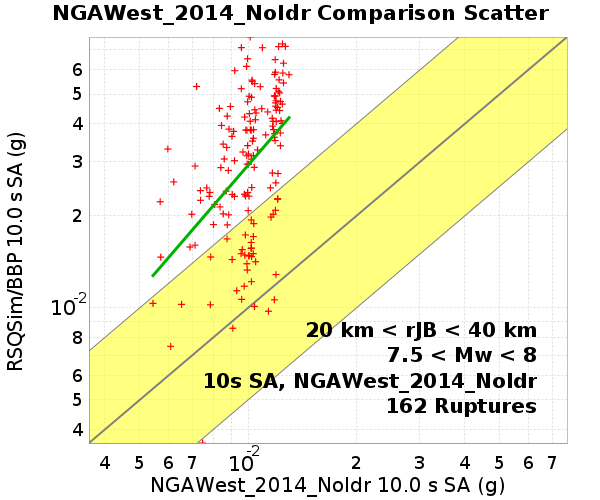 NGAWest_2014_NoIdr Comparison Scatter
RSQSim/BBP 10.0 s SA (g)
6
5
4
3
2
10-2
8
6
5
4
20 km < rJB < 40 km
7.5 < Mw < 8
10s SA, NGAWest_2014_NoIdr
162 Ruptures
4 5 6 7 10-2 2 3 4 5 6 7
NGAWest_2014_NoIdr 10.0 s SA (g)